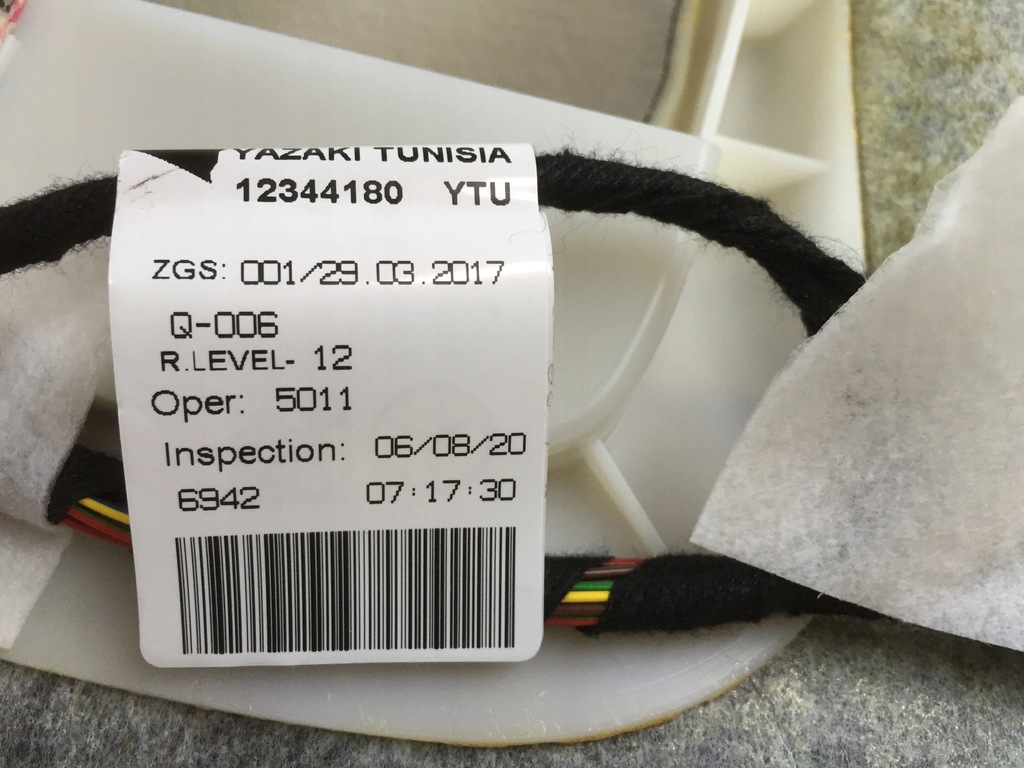 YAZAKI TUNISIA
12344180 YTU
ZGS: 001/29.03.2017
Q-006
R.LEVEL- 12
Oper: 5011
Inspection: 06/08/20
6942 07:17:30